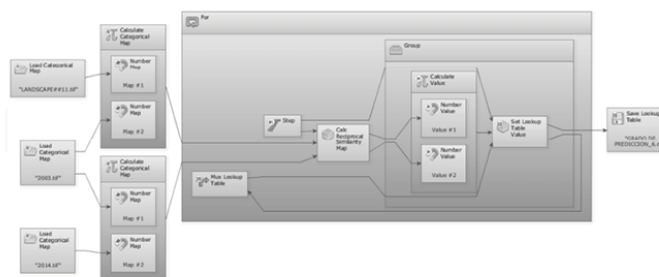 Calculate
Categorical
Map
For
Load Categorical
Map
"LANDSCAPE##11.tif"
Number
Map
Map #1
Number
Map
Map #2
Group
Calculate
Value
Number
Value
Value #1
Number
Value
Value #2
Step
Calc
Reciprocal
Similarity
Map
Set Lookup
Table
Value
Save Lookup
Table
PREDICCION_6.c
Load
Categorical
Map
"2003.tif"
Calculate
Categorical
Map
Number
Map
Map #1
Number
Map
Map #2
Mux Lookup
Table
Load
Categorical
Map
"2014.tif"